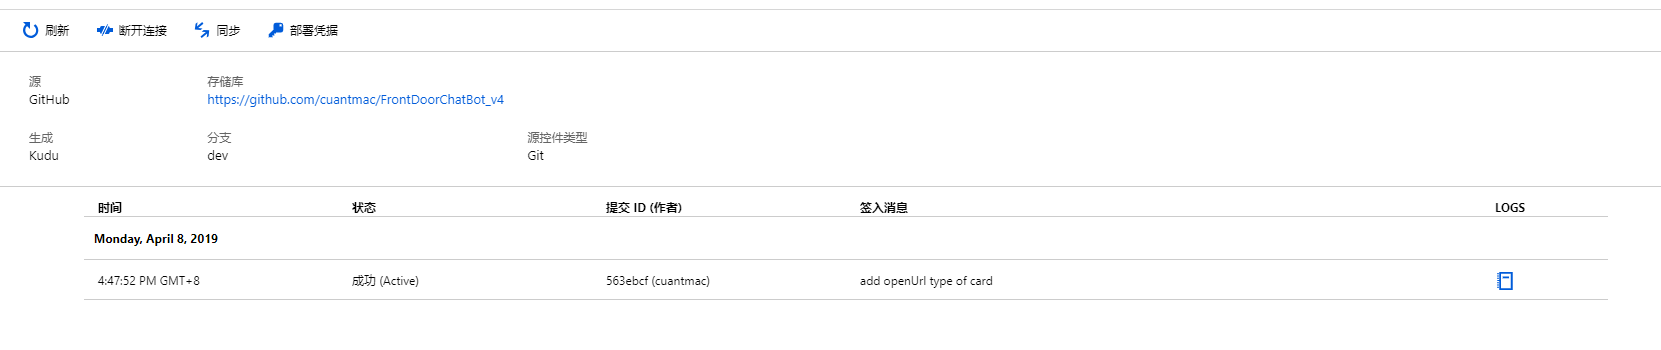 刷新 断开连接 同步 部署凭据
源 存储库
GitHub https://github.com/cuantmac/FrontDoorChatBot_v4
生成 分支 源控件类型
Kudu dev Git
时间 状态 提交 ID (作者) 签入消息 LOGS
Monday, April 8, 2019
4:47:52 PM GMT+8 成功 (Active) 563ebcf (cuantmac) add openUrl type of card